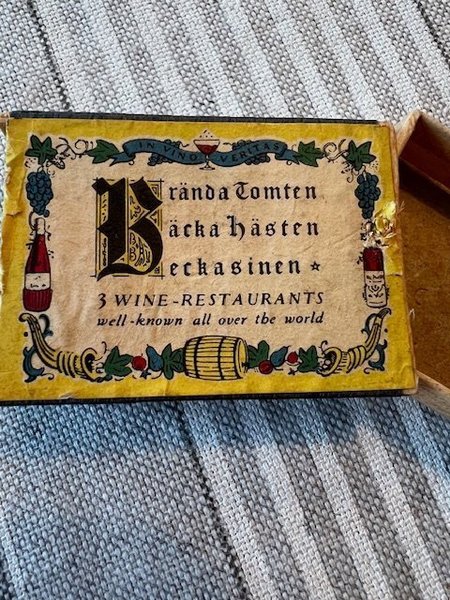 IN VINO VERITAS
Brända Tomten
Bäcka hästen
Beckasinen
3 WINE-RESTAURANTS
well-known all over the world